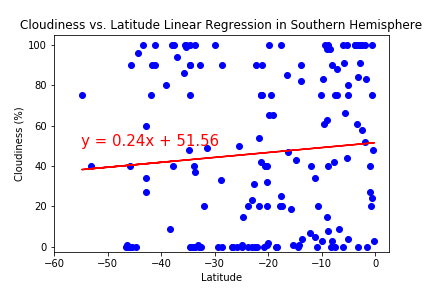 Cloudiness vs. Latitude Linear Regression in Southern Hemisphere
100
80
60
40
20
0
Cloudiness (%)
y = 0.24x + 51.56
−60 −50 −40 −30 −20 −10 0
Latitude